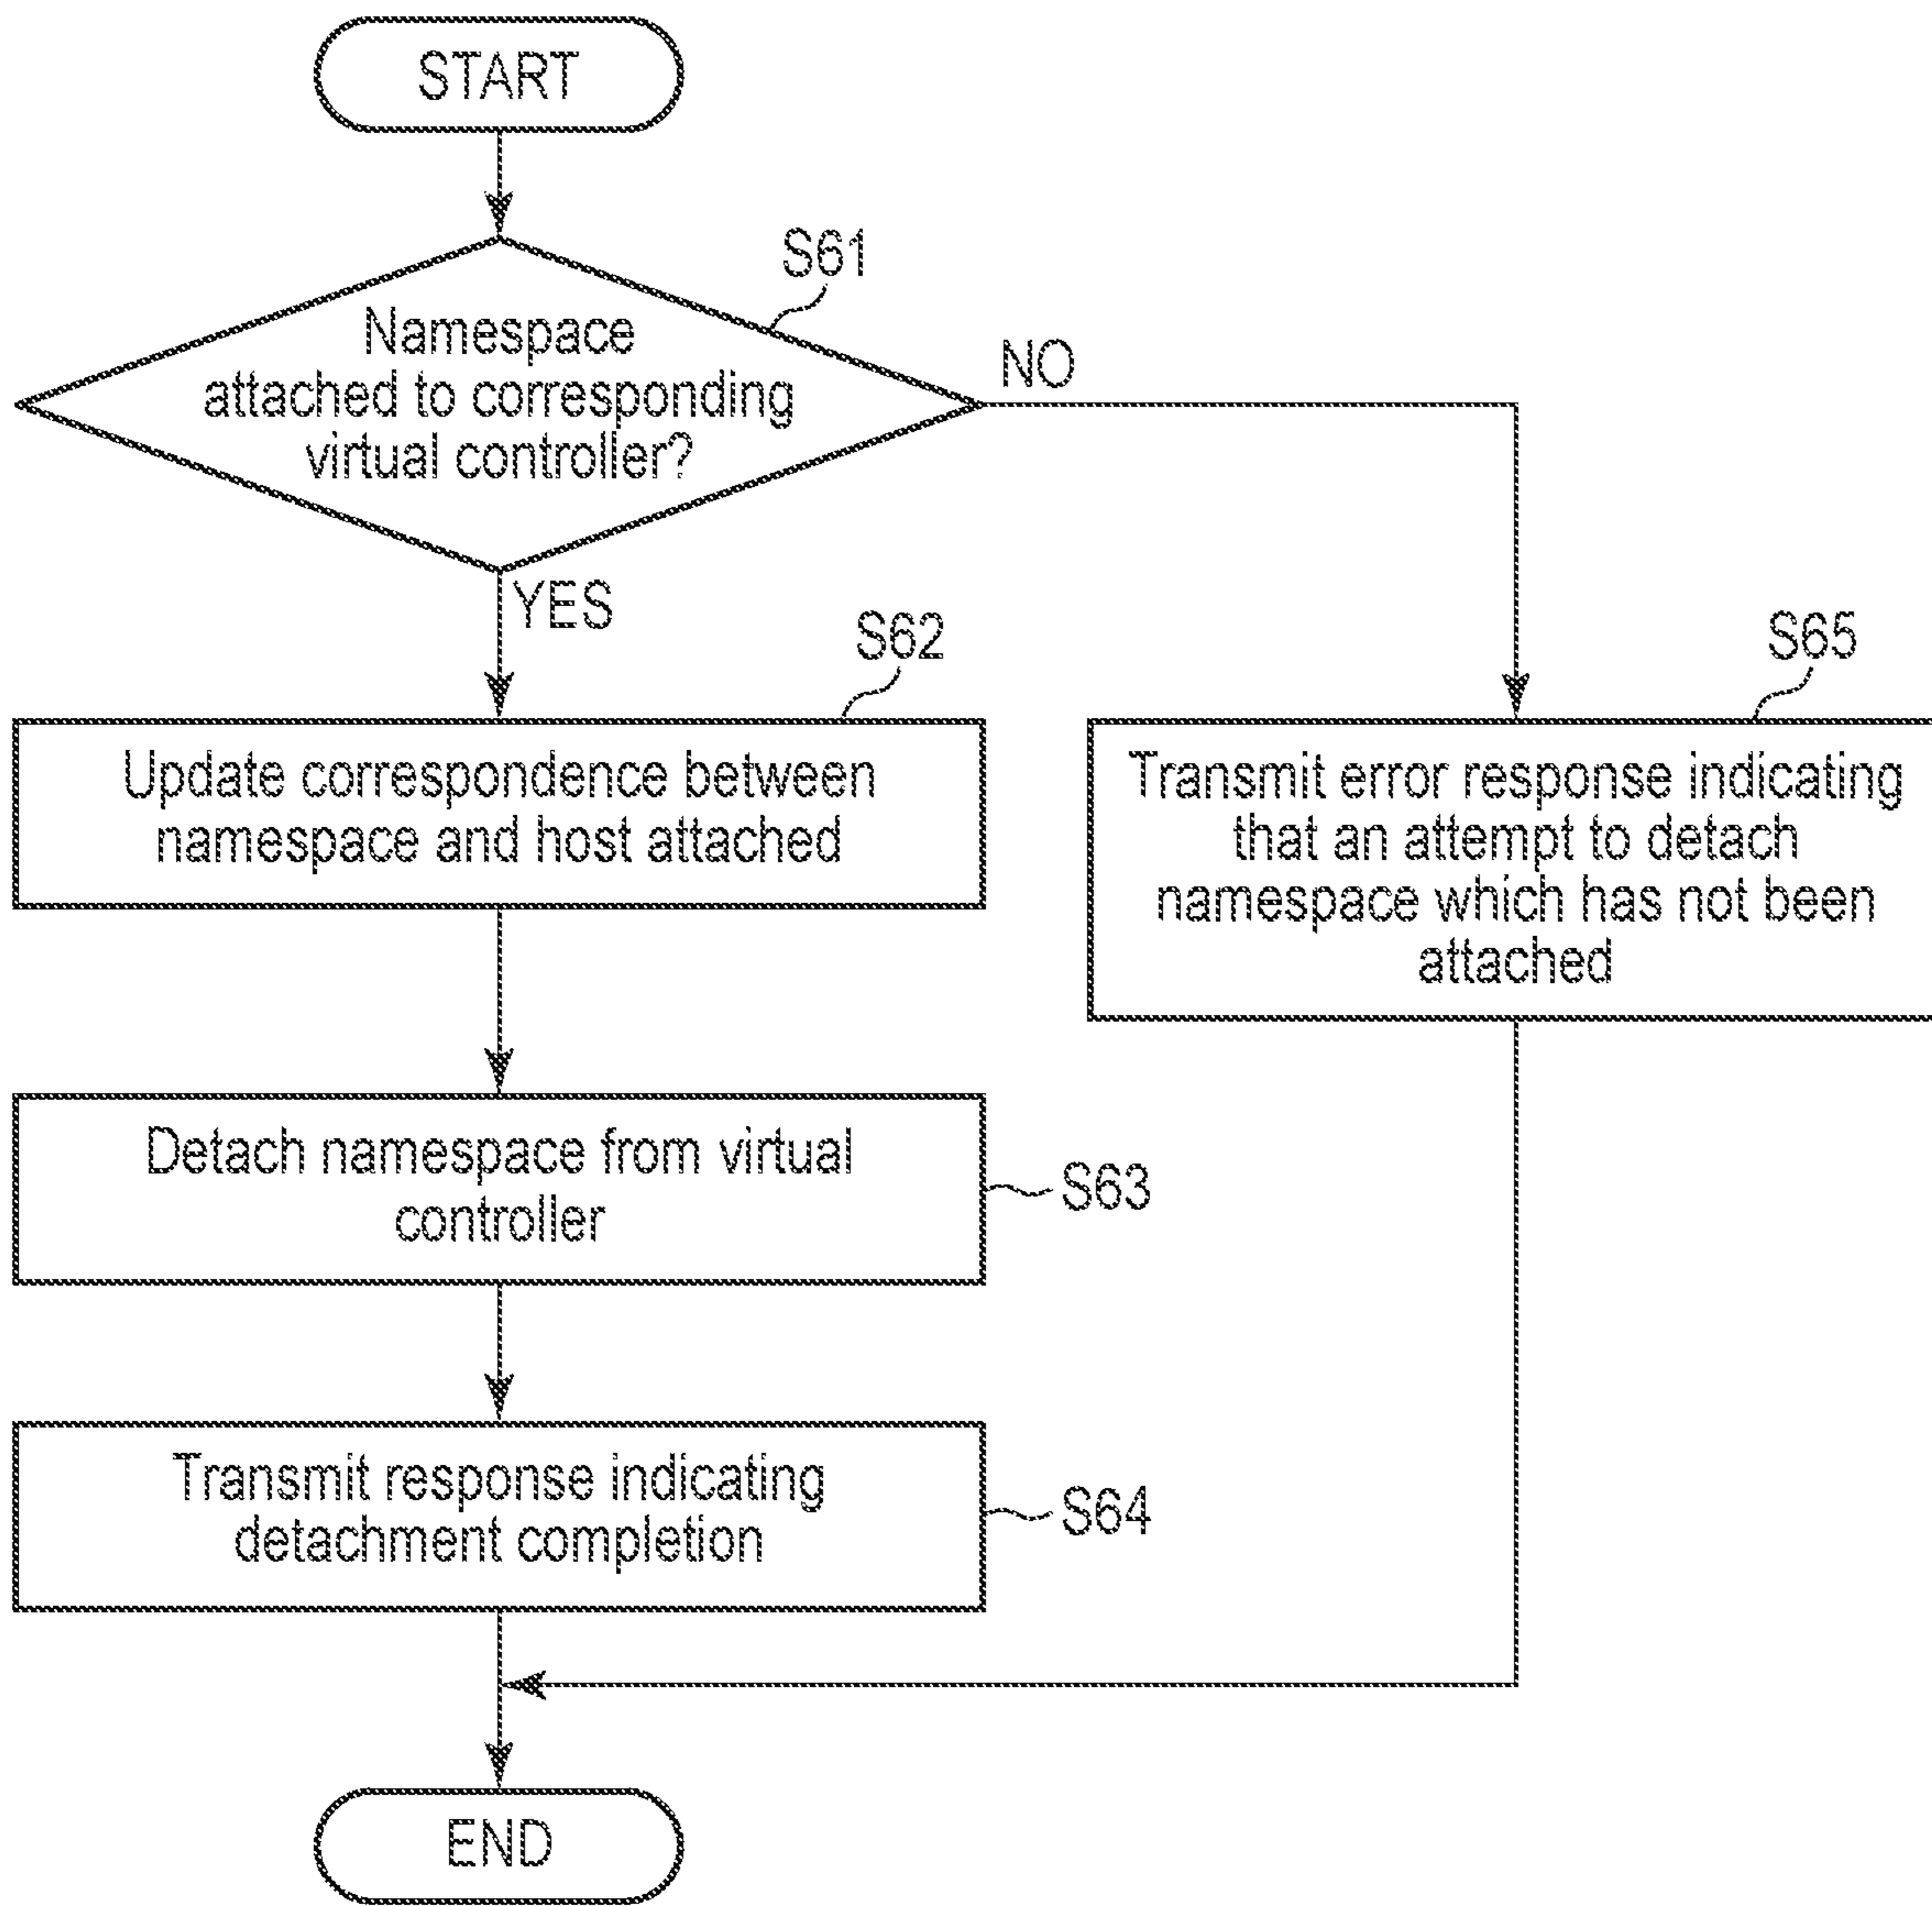 START
S61
Namespace
attached to corresponding
virtual controller?
NO
YES
S62
Update correspondence between
namespace and host attached
S65
Transmit error response indicating
that an attempt to detach
namespace which has not been
attached
Detach namespace from virtual
controller
S63
Transmit response indicating
detachment completion
S64
END